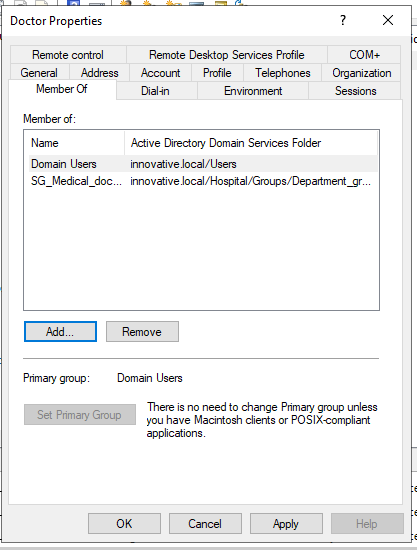 Doctor Properties
Remote control Remote Desktop Services Profile COM+
General Address Account Profile Telephones Organization
Member Of Dial-in Environment Sessions
Member of:
Name Active Directory Domain Services Folder
Domain Users innovative.local/Users
SG_Medical_doc... innovative.local/Hospital/Groups/Department_gr...
Add... Remove
Primary group: Domain Users
Set Primary Group
There is no need to change Primary group unless
you have Macintosh clients or POSIX-compliant
applications.
OK Cancel Apply Help